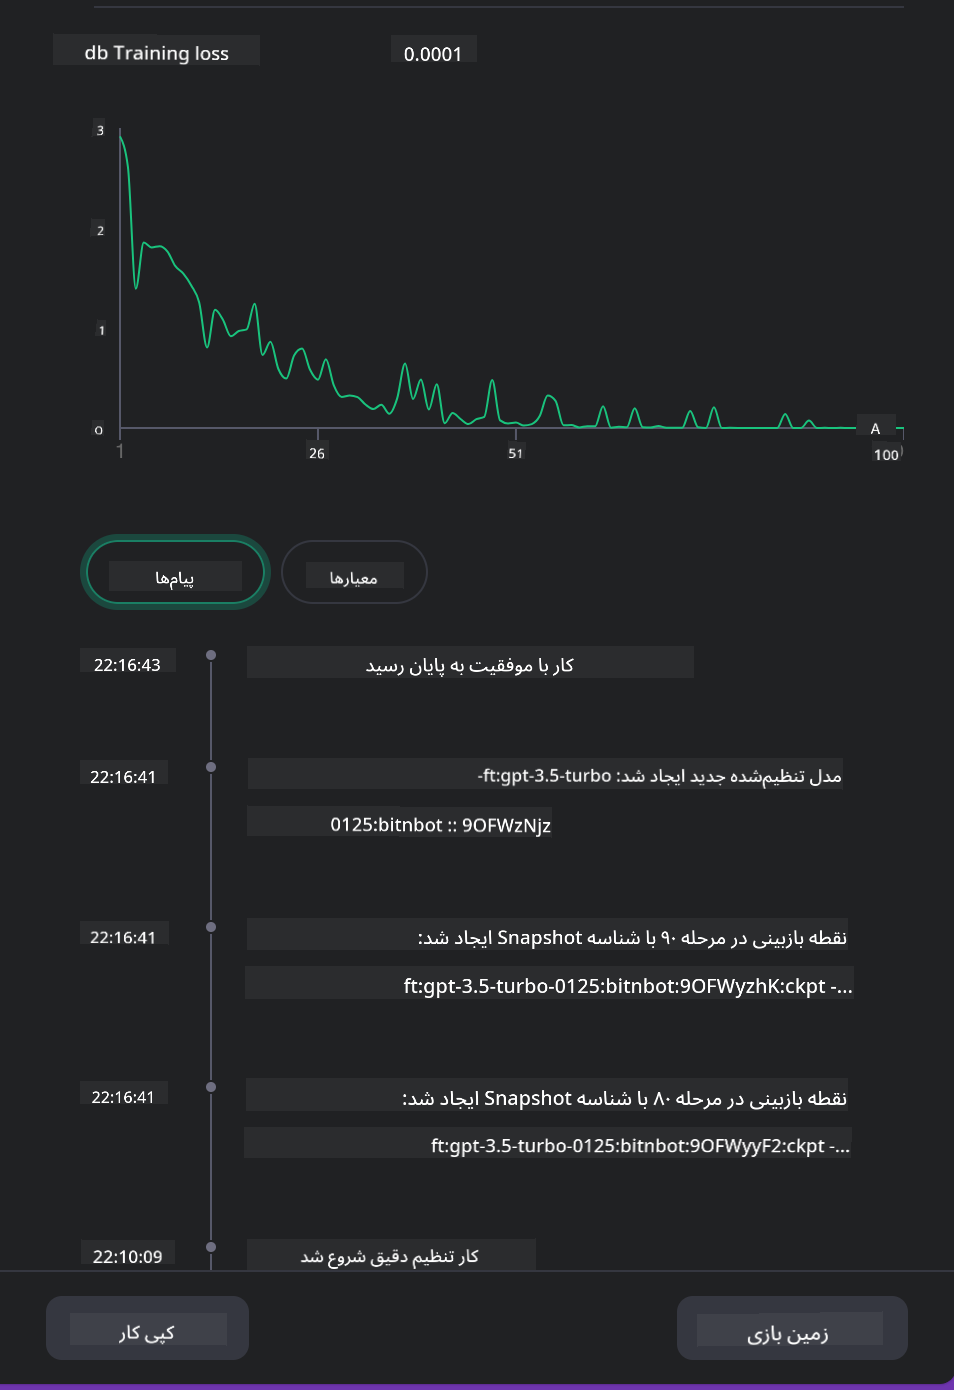 db Training loss 0.0001
3
2
1
0
1 26 51 A 100
پیام‌ها معیارها
22:16:43 کار با موفقیت به پایان رسید
22:16:41 مدل تنظیم‌شده جدید ایجاد شد: ft:gpt-3.5-turbo-
0125:bitnbot :: 9OFWzNjz
22:16:41 نقطه بازبینی در مرحله ۹۰ با شناسه Snapshot ایجاد شد:
ft:gpt-3.5-turbo-0125:bitnbot:9OFWyzhK:ckpt -...
22:16:41 نقطه بازبینی در مرحله ۸۰ با شناسه Snapshot ایجاد شد:
ft:gpt-3.5-turbo-0125:bitnbot:9OFWyyF2:ckpt -...
22:10:09 کار تنظیم دقیق شروع شد
کپی کار زمین بازی